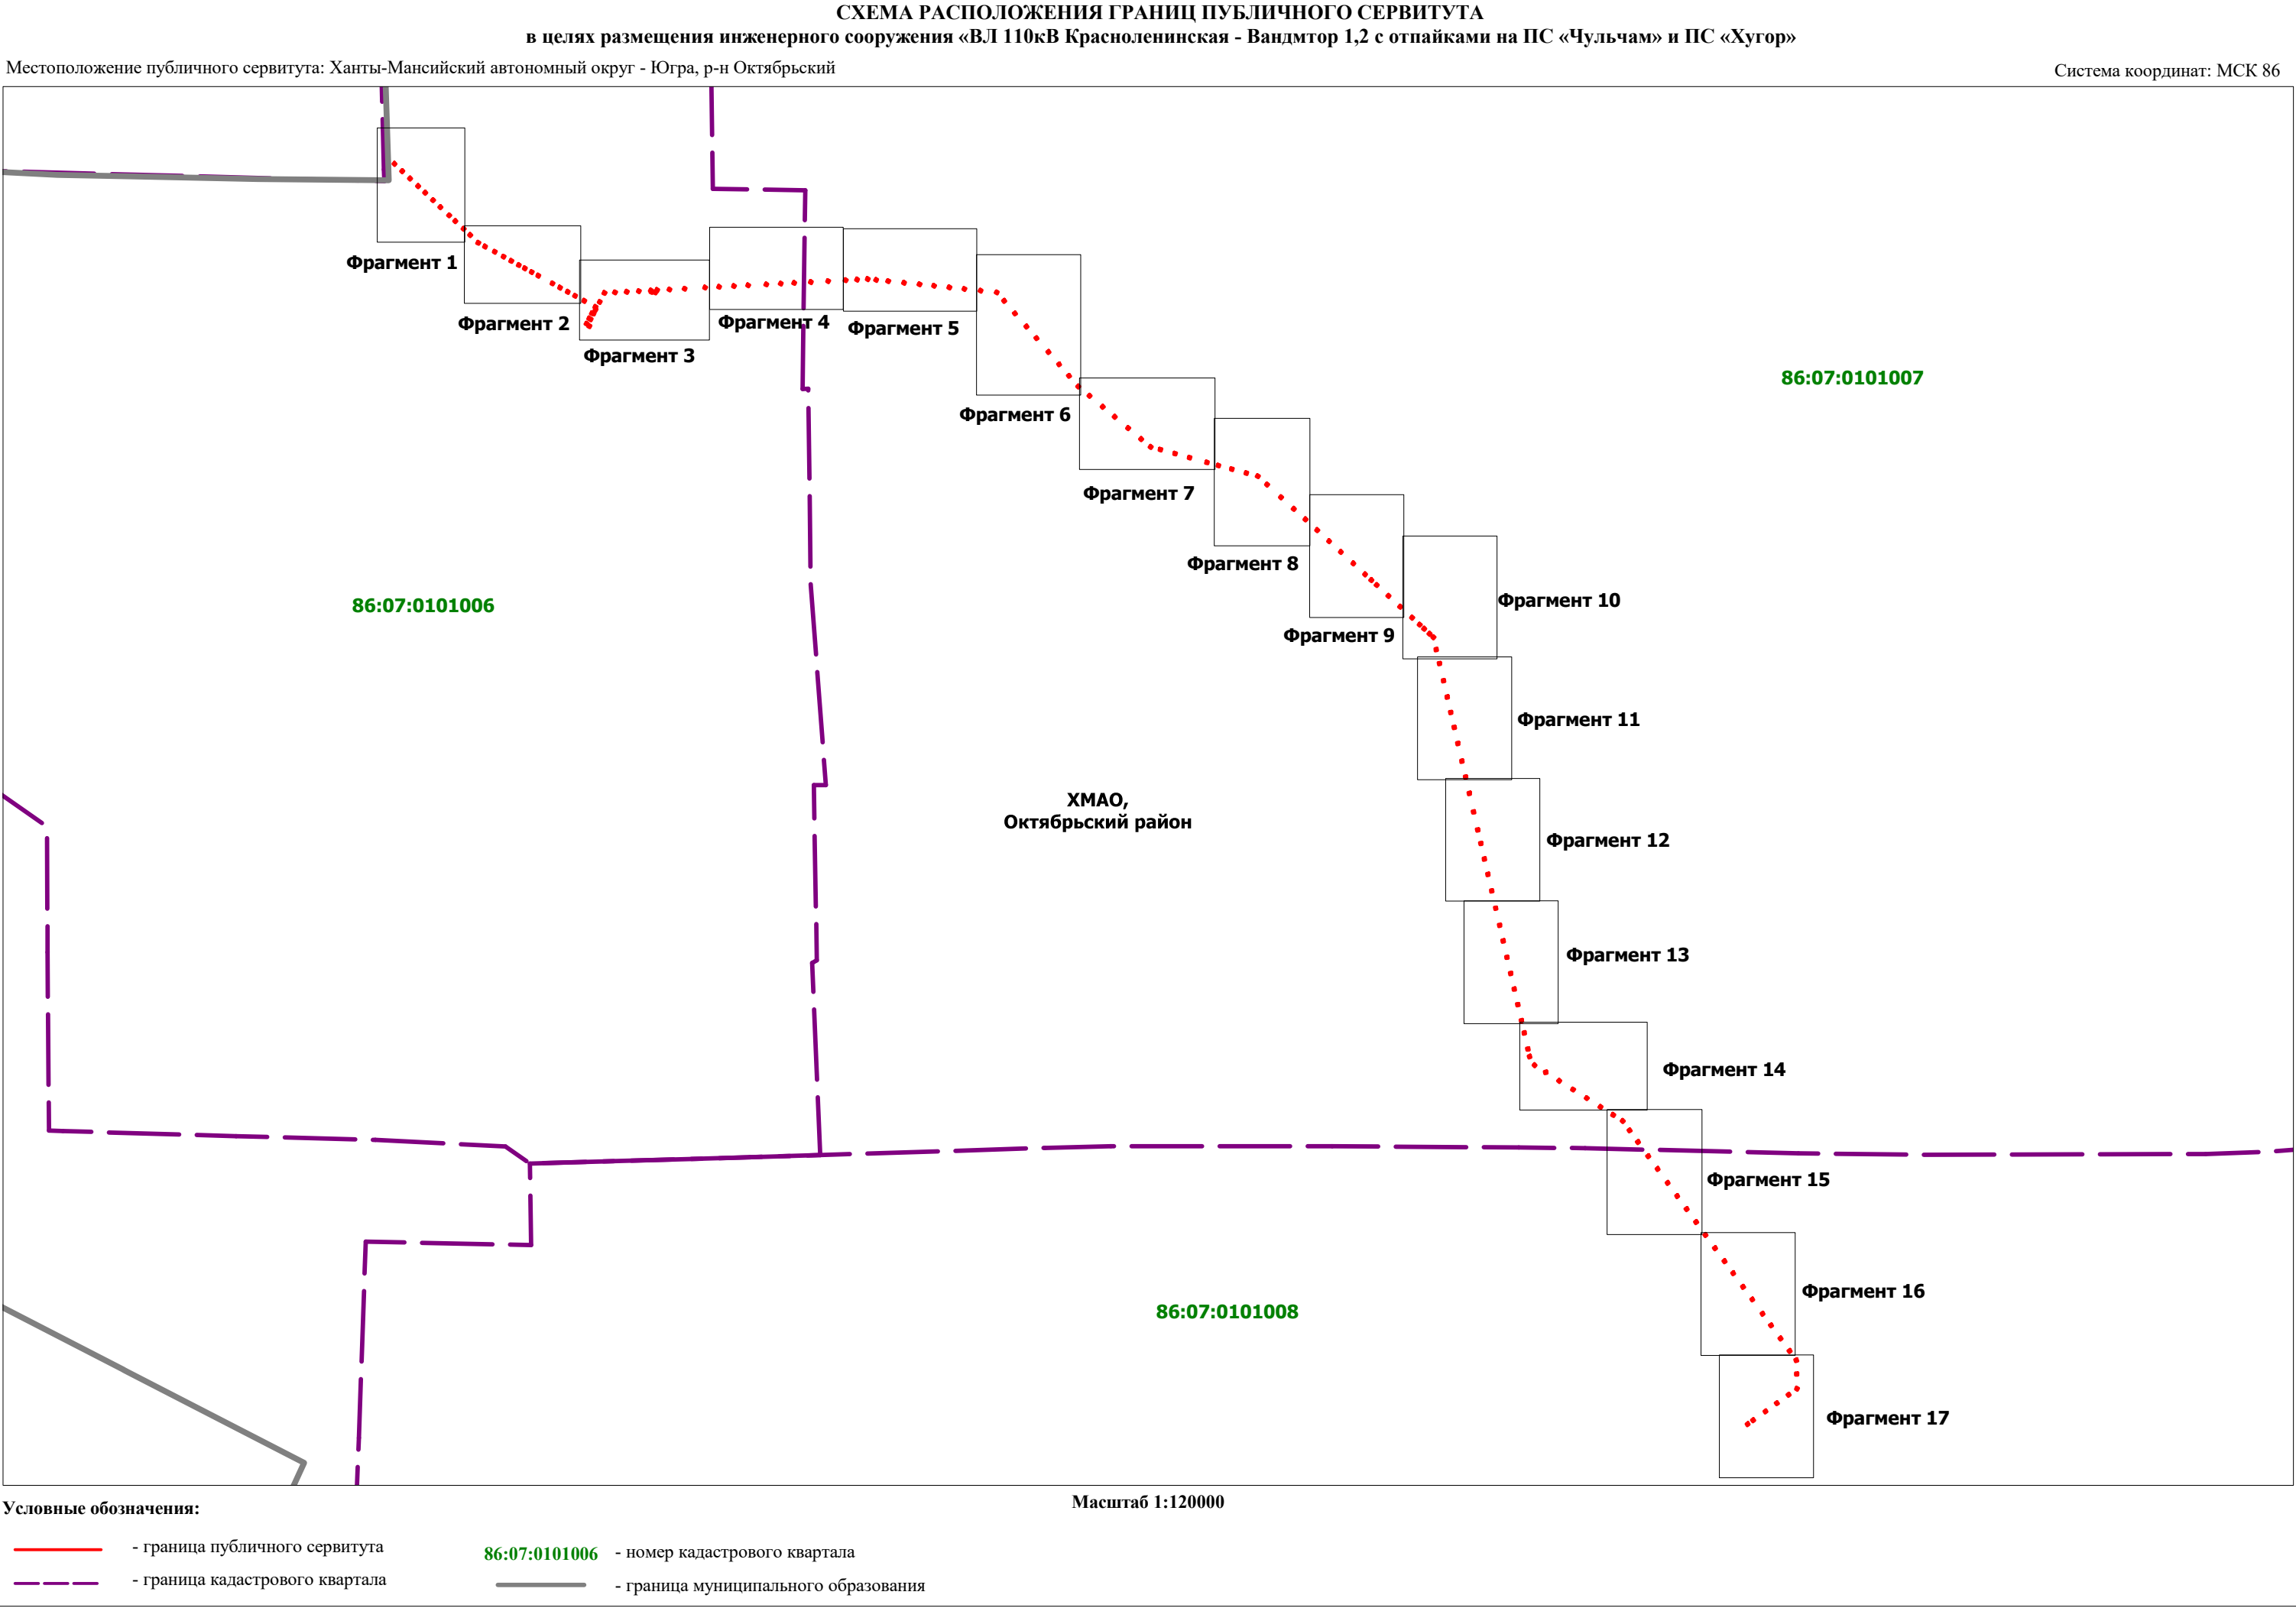 СХЕМА РАСПОЛОЖЕНИЯ ГРАНИЦ ПУБЛИЧНОГО СЕРВИТУТА
в целях размещения инженерного сооружения «ВЛ 110кВ Красноленинская - Вандмтор 1,2 с отпайками на ПС «Чульчам» и ПС «Хугор»
Местоположение публичного сервитута: Ханты-Мансийский автономный округ - Югра, р-н Октябрьский
Система координат: МСК 86
Фрагмент 1
Фрагмент 2
Фрагмент 3
Фрагмент 4
Фрагмент 5
Фрагмент 6
86:07:0101007
Фрагмент 7
Фрагмент 8
86:07:0101006
Фрагмент 10
Фрагмент 9
Фрагмент 11
ХМАО,
Октябрьский район
Фрагмент 12
Фрагмент 13
Фрагмент 14
Фрагмент 15
Фрагмент 16
86:07:0101008
Фрагмент 17
Условные обозначения:
Масштаб 1:120000
- граница публичного сервитута
86:07:0101006 - номер кадастрового квартала
- граница кадастрового квартала
- граница муниципального образования